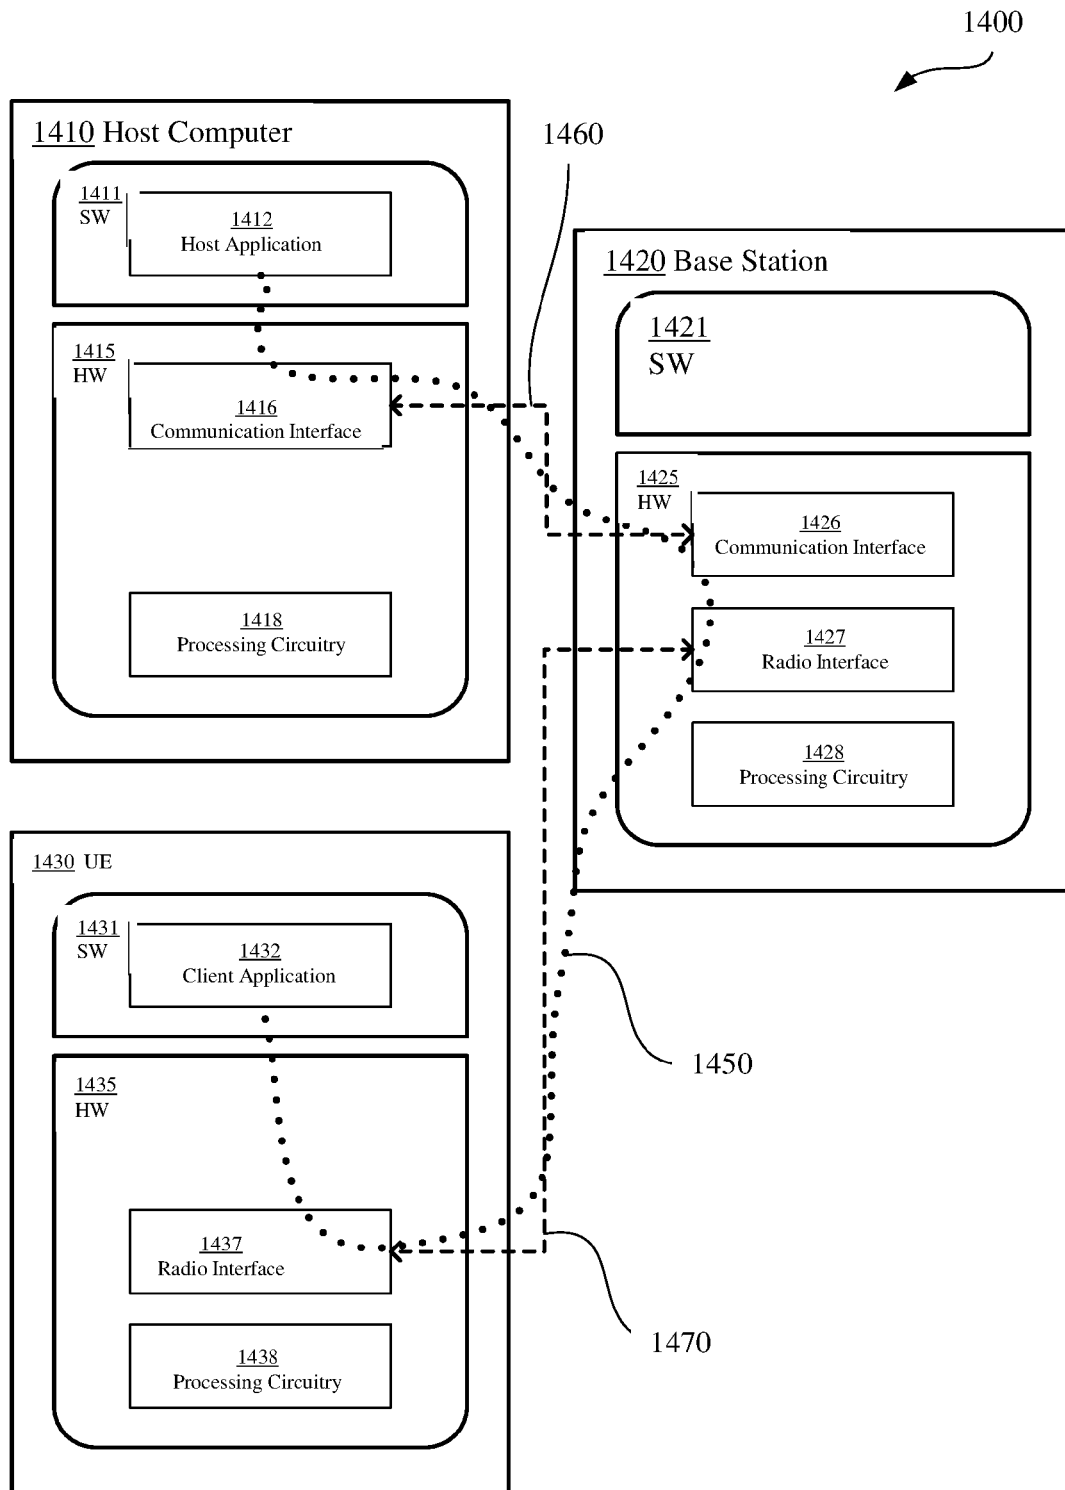 1400
1410 Host Computer
1411
SW
1412
Host Application
1415
HW
1416
Communication Interface
1418
Processing Circuitry
1460
1420 Base Station
1421
SW
1425
HW
1426
Communication Interface
1427
Radio Interface
1428
Processing Circuitry
1430 UE
1431
SW
1432
Client Application
1435
HW
1437
Radio Interface
1438
Processing Circuitry
1450
1470